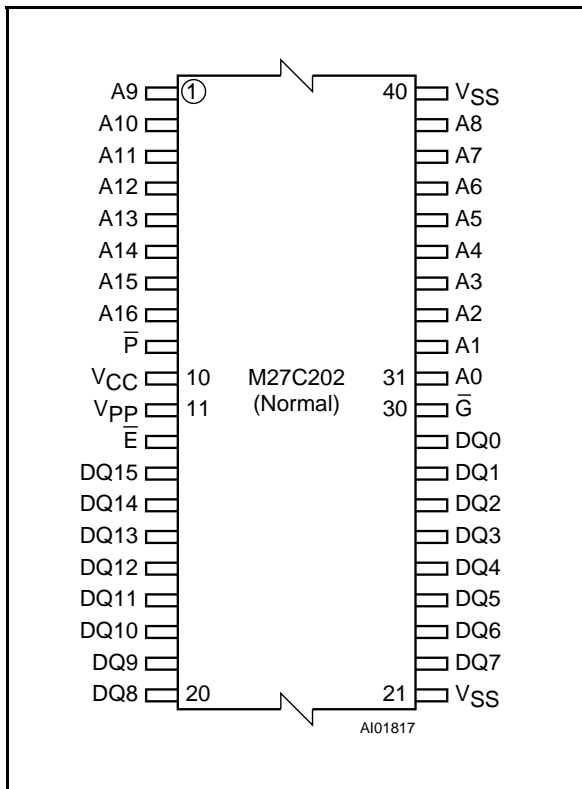 A9 ① 40 VSS
A10 A8
A11 A7
A12 A6
A13 A5
A14 A4
A15 A3
A16 A2
P̅ A1
VCC 10 M27C202 31 A0
VPP 11 (Normal) 30 G̅
E̅ DQ0
DQ15 DQ1
DQ14 DQ2
DQ13 DQ3
DQ12 DQ4
DQ11 DQ5
DQ10 DQ6
DQ9 DQ7
DQ8 20 21 VSS
AI01817